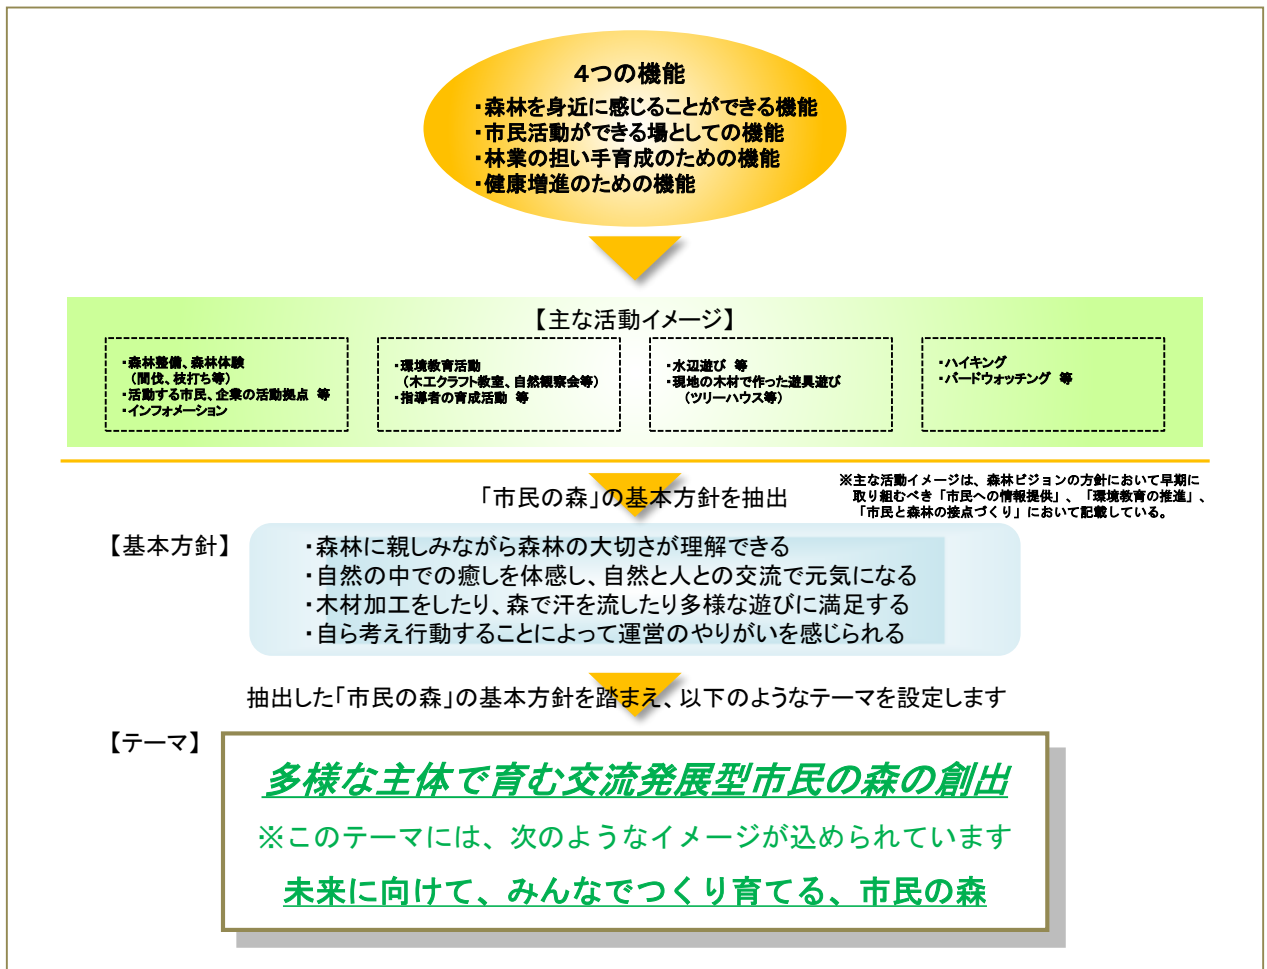 4つの機能
・森林を身近に感じることができる機能
・市民活動ができる場としての機能
・林業の担い手育成のための機能
・健康増進のための機能
【主な活動イメージ】
・森林整備、森林体験
（間伐、枝打ち等）
・活動する市民、企業の活動拠点 等
・インフォメーション
・環境教育活動
（木工クラフト教室、自然観察会等）
・指導者の育成活動 等
・水辺遊び 等
・現地の木材で作った遊具遊び
（ツリーハウス等）
・ハイキング
・バードウォッチング 等
「市民の森」の基本方針を抽出
※主な活動イメージは、森林ビジョンの方針において早期に
取り組むべき「市民への情報提供」、「環境教育の推進」、
「市民と森林の接点づくり」において記載している。
【基本方針】
・森林に親しみながら森林の大切さが理解できる
・自然の中での癒しを体感し、自然と人との交流で元気になる
・木材加工をしたり、森で汗を流したり多様な遊びに満足する
・自ら考え行動することによって運営のやりがいを感じられる
抽出した「市民の森」の基本方針を踏まえ、以下のようなテーマを設定します
【テーマ】
多様な主体で育む交流発展型市民の森の創出
※このテーマには、次のようなイメージが込められています
未来に向けて、みんなでつくり育てる、市民の森